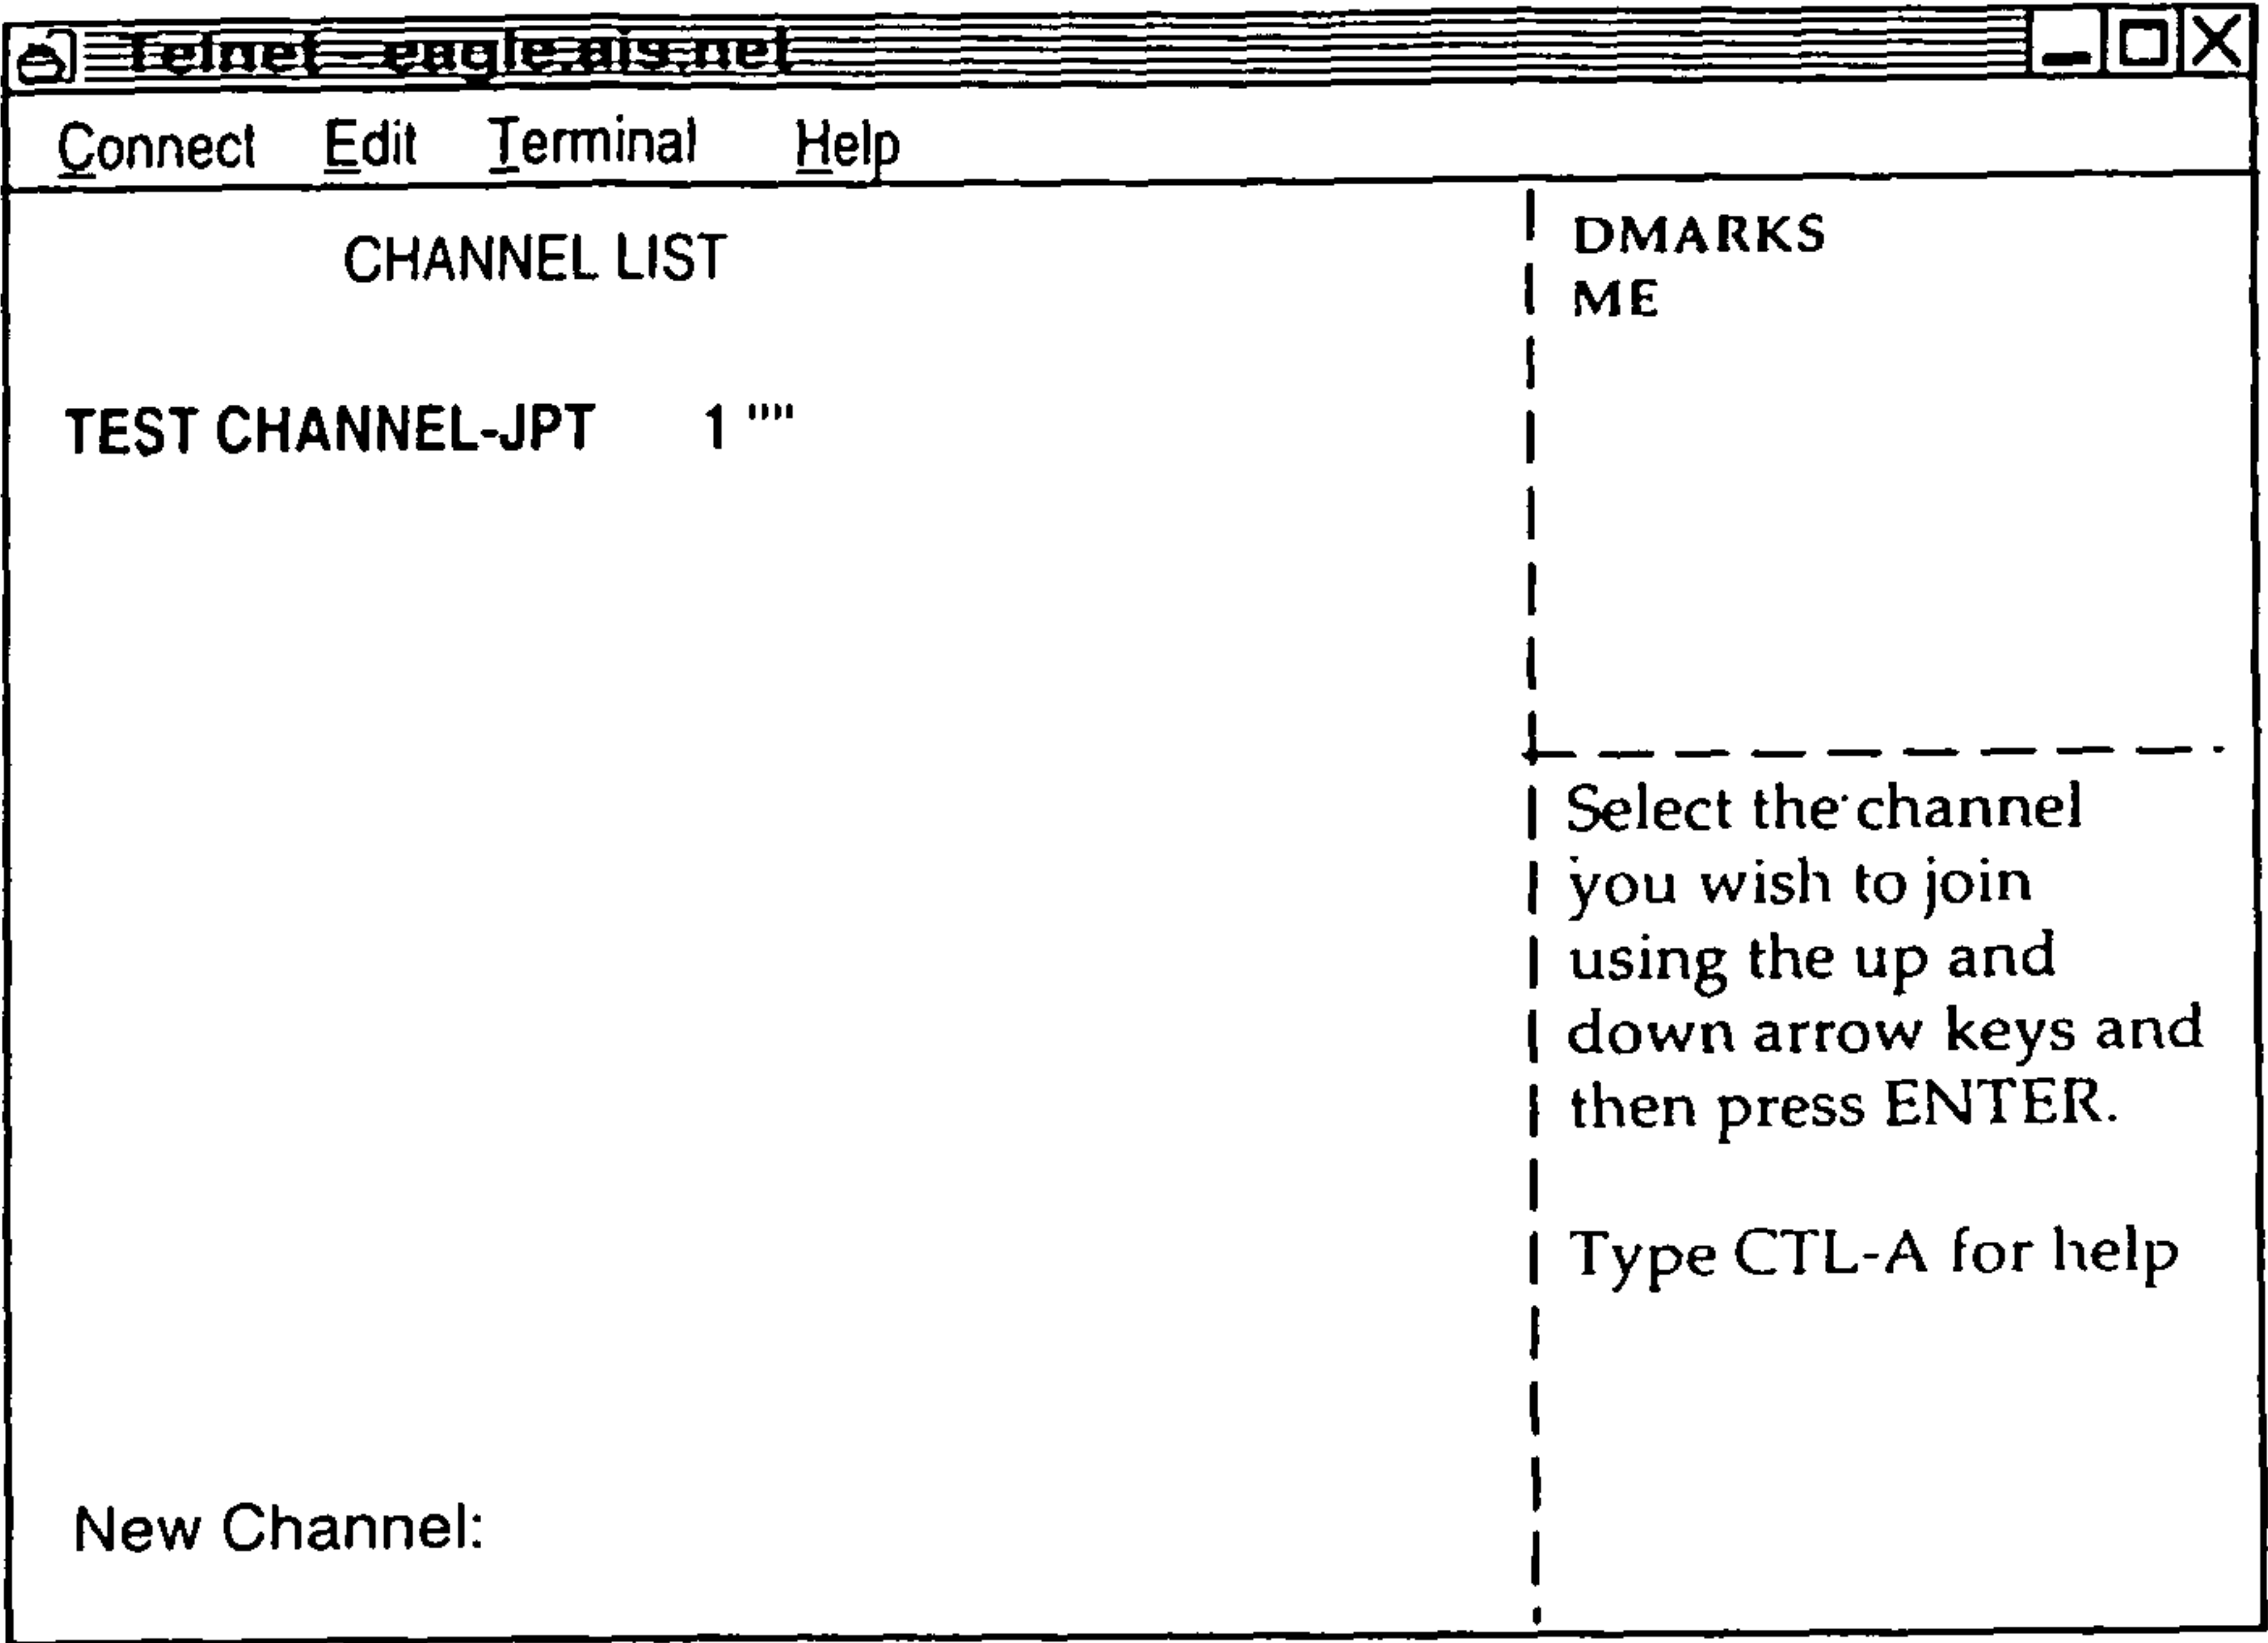 Telnet - eagle.ais.net
Connect Edit Terminal Help
CHANNEL LIST
TEST CHANNEL-JPT 1 ""
DMARKS
ME
Select the channel
you wish to join
using the up and
down arrow keys and
then press ENTER.
Type CTL-A for help
New Channel: